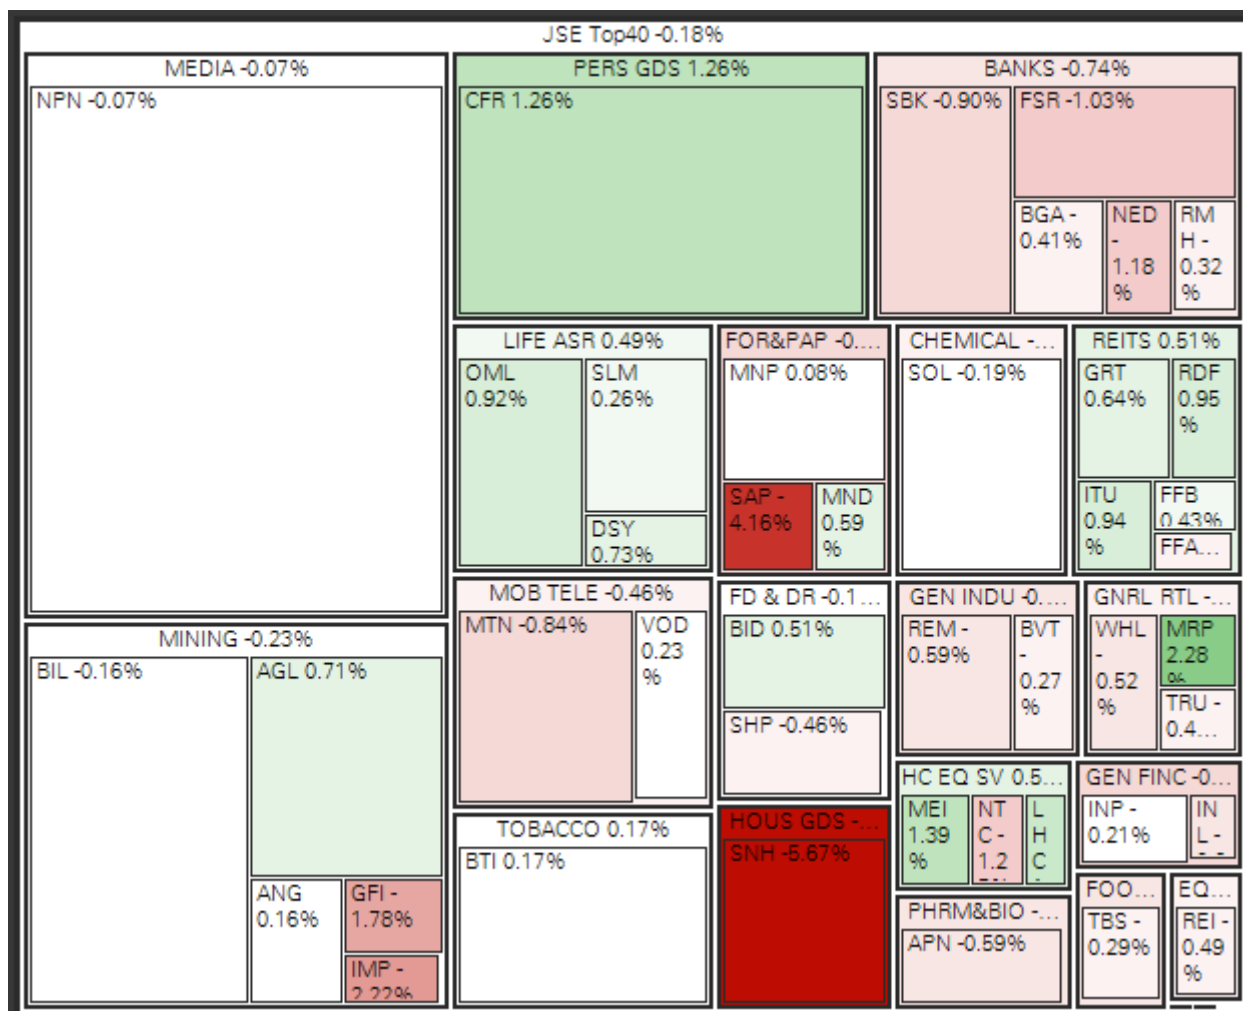 JSE Top40 -0.18%
MEDIA -0.07%
NPN -0.07%
PERS GDS 1.26%
CFR 1.26%
BANKS -0.74%
SBK -0.90%
FSR -1.03%
BGA -
0.41%
NED
-
1.18
%
RM
H -
0.32
%
LIFE ASR 0.49%
OML
0.92%
SLM
0.26%
DSY
0.73%
FOR&PAP -0....
MNP 0.08%
SAP -
4.16%
MND
0.59
%
CHEMICAL -...
SOL -0.19%
REITS 0.51%
GRT
0.64%
RDF
0.95
%
ITU
0.94
%
FFB
0.43%
FFA...
MINING -0.23%
BIL -0.16%
AGL 0.71%
ANG
0.16%
GFI -
1.78%
IMP -
2.22%
MOB TELE -0.46%
MTN -0.84%
VOD
0.23
%
FD & DR -0.1...
BID 0.51%
SHP -0.46%
GEN INDU -0....
REM -
0.59%
BVT
-
0.27
%
GNRL RTL -...
WHL
-
0.52
%
MRP
2.28
%
TRU -
0.4...
TOBACCO 0.17%
BTI 0.17%
HOUS GDS -...
SNH -5.67%
HC EQ SV 0.5...
MEI
1.39
%
NT
C -
1.2
L
H
C
GEN FINC -0...
INP -
0.21%
IN
L -
PHRM&BIO -...
APN -0.59%
FOO...
TBS -
0.29%
EQ...
REI -
0.49
%